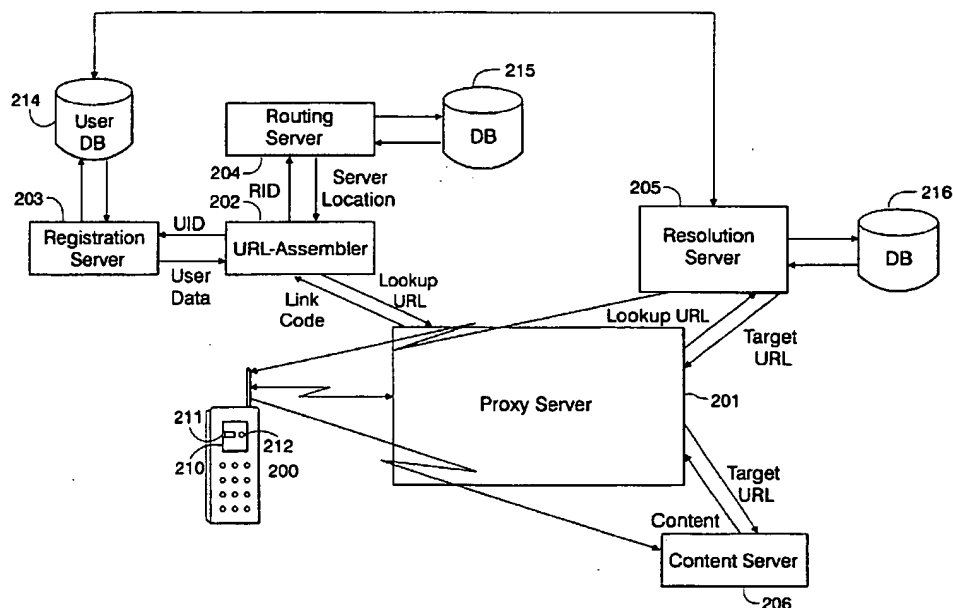 215
214
User
DB
Routing
Server
DB
204
RID
Server
Location
203
202
205
216
UID
Registration
Server
URL-Assembler
Resolution
Server
DB
User
Data
Link
Code
Lookup
URL
Lookup URL
Target
URL
Proxy Server
201
211
212
210
200
Target
URL
Content
Content Server
206